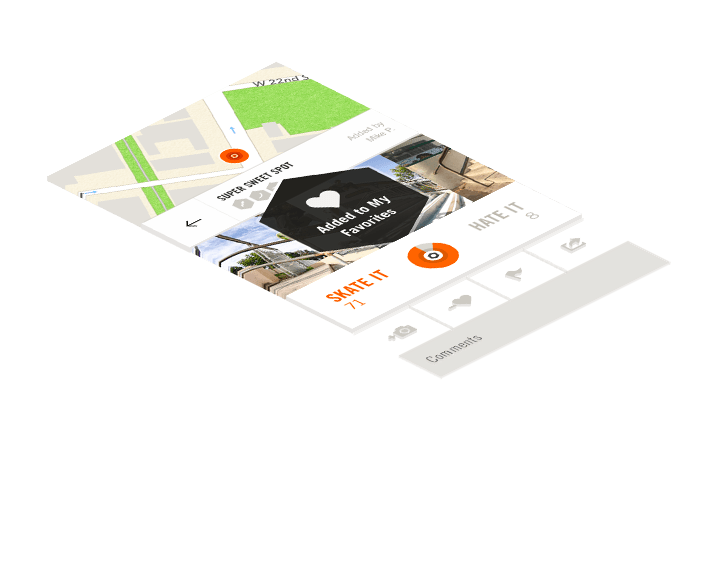 W 22nd S
Added by
Mike P.
SUPER SWEET SPOT
Added to My
Favorites
HATE IT
8
SKATE IT
71
Comments